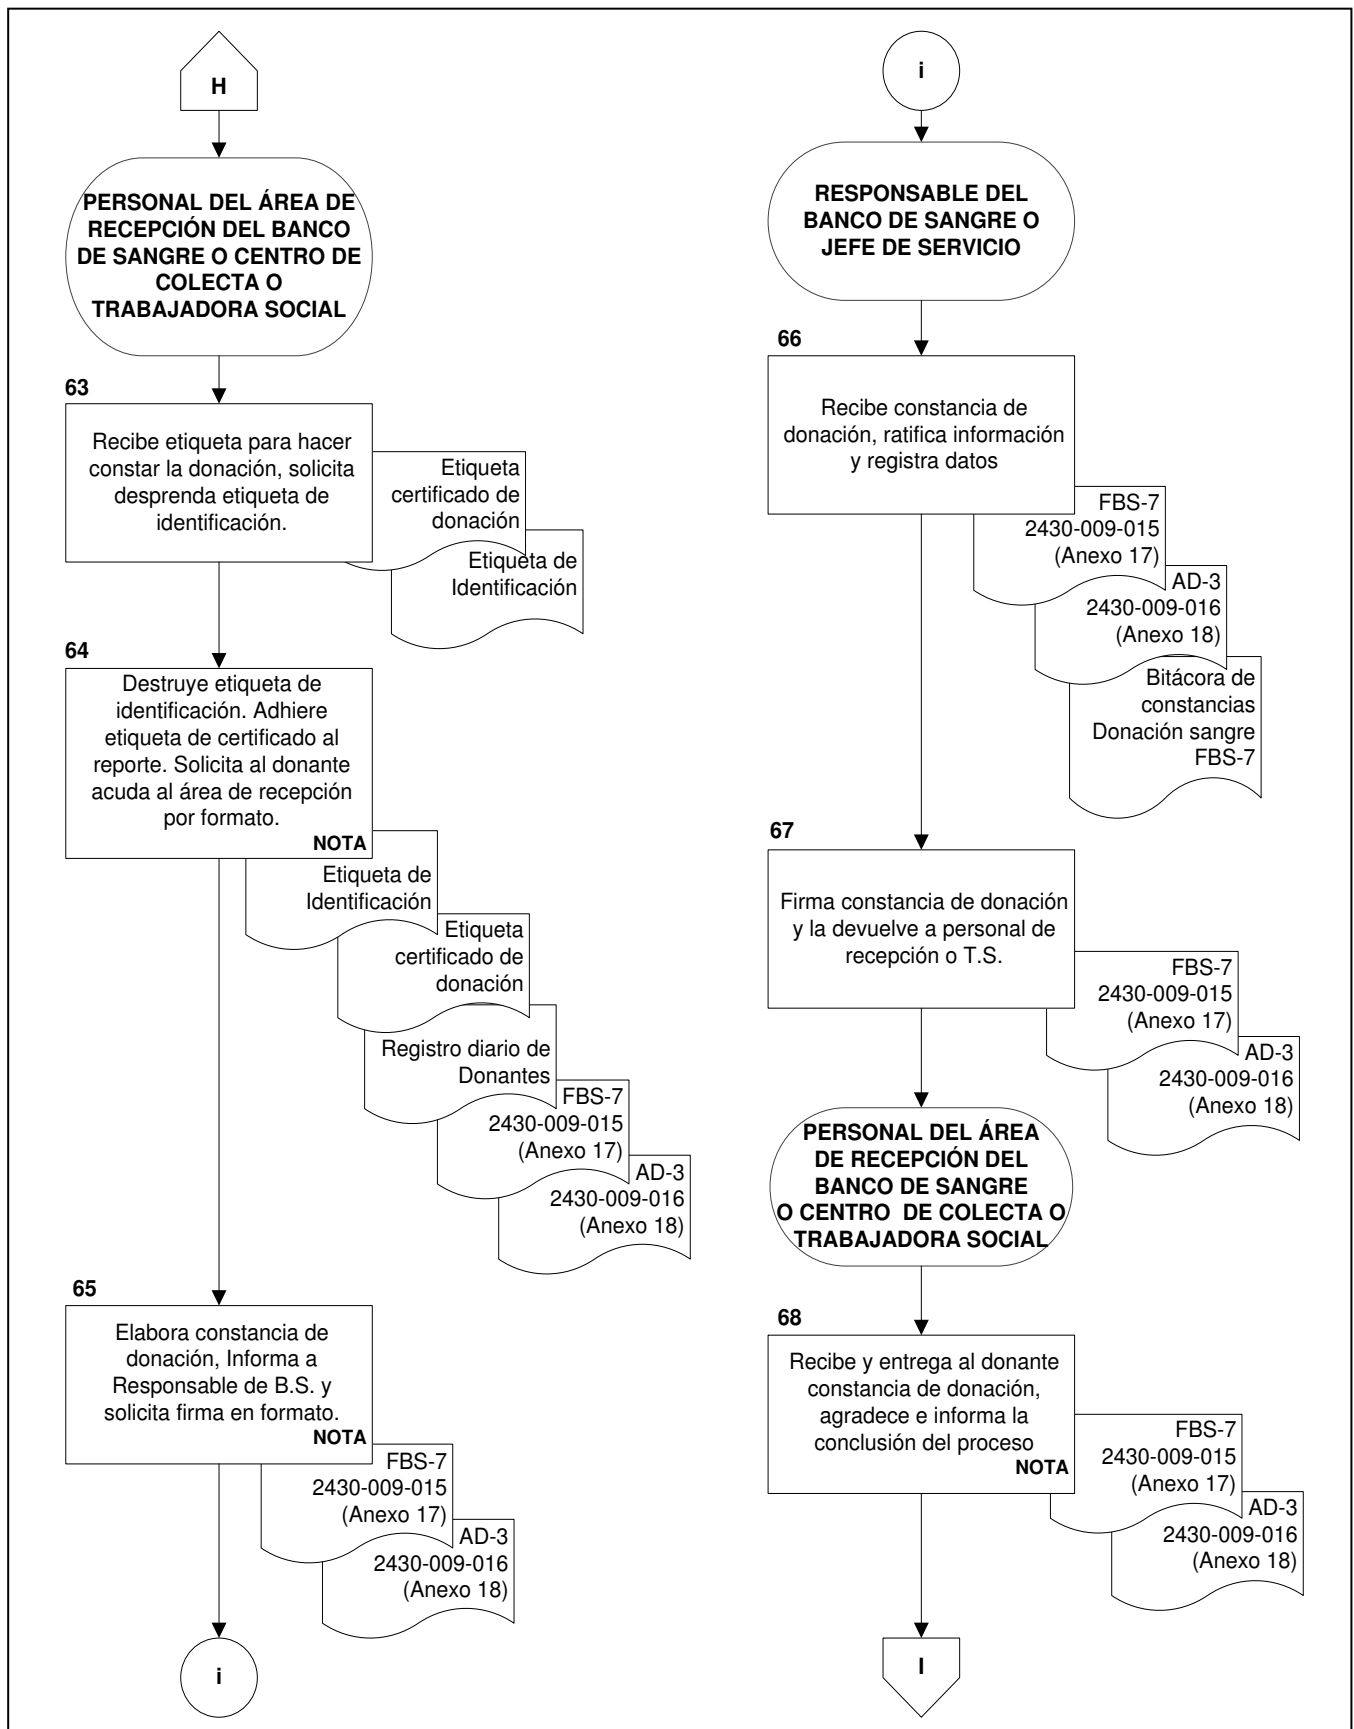 H
PERSONAL DEL ÁREA DE
RECEPCIÓN DEL BANCO
DE SANGRE O CENTRO DE
COLECTA O
TRABAJADORA SOCIAL
63
Recibe etiqueta para hacer
constar la donación, solicita
desprenda etiqueta de
identificación.
Etiqueta
certificado de
donación
Etiqueta de
Identificación
64
Destruye etiqueta de
identificación. Adhiere
etiqueta de certificado al
reporte. Solicita al donante
acuda al área de recepción
por formato.
NOTA
Etiqueta de
Identificación
Etiqueta
certificado de
donación
Registro diario de
Donantes
FBS-7
2430-009-015
(Anexo 17)
AD-3
2430-009-016
(Anexo 18)
65
Elabora constancia de
donación, Informa a
Responsable de B.S. y
solicita firma en formato.
NOTA
FBS-7
2430-009-015
(Anexo 17)
AD-3
2430-009-016
(Anexo 18)
i
i
RESPONSABLE DEL
BANCO DE SANGRE O
JEFE DE SERVICIO
66
Recibe constancia de
donación, ratifica información
y registra datos
FBS-7
2430-009-015
(Anexo 17)
AD-3
2430-009-016
(Anexo 18)
Bitácora de
constancias
Donación sangre
FBS-7
67
Firma constancia de donación
y la devuelve a personal de
recepción o T.S.
FBS-7
2430-009-015
(Anexo 17)
AD-3
2430-009-016
(Anexo 18)
PERSONAL DEL ÁREA
DE RECEPCIÓN DEL
BANCO DE SANGRE
O CENTRO DE COLECTA O
TRABAJADORA SOCIAL
68
Recibe y entrega al donante
constancia de donación,
agradece e informa la
conclusión del proceso
NOTA
FBS-7
2430-009-015
(Anexo 17)
AD-3
2430-009-016
(Anexo 18)
I